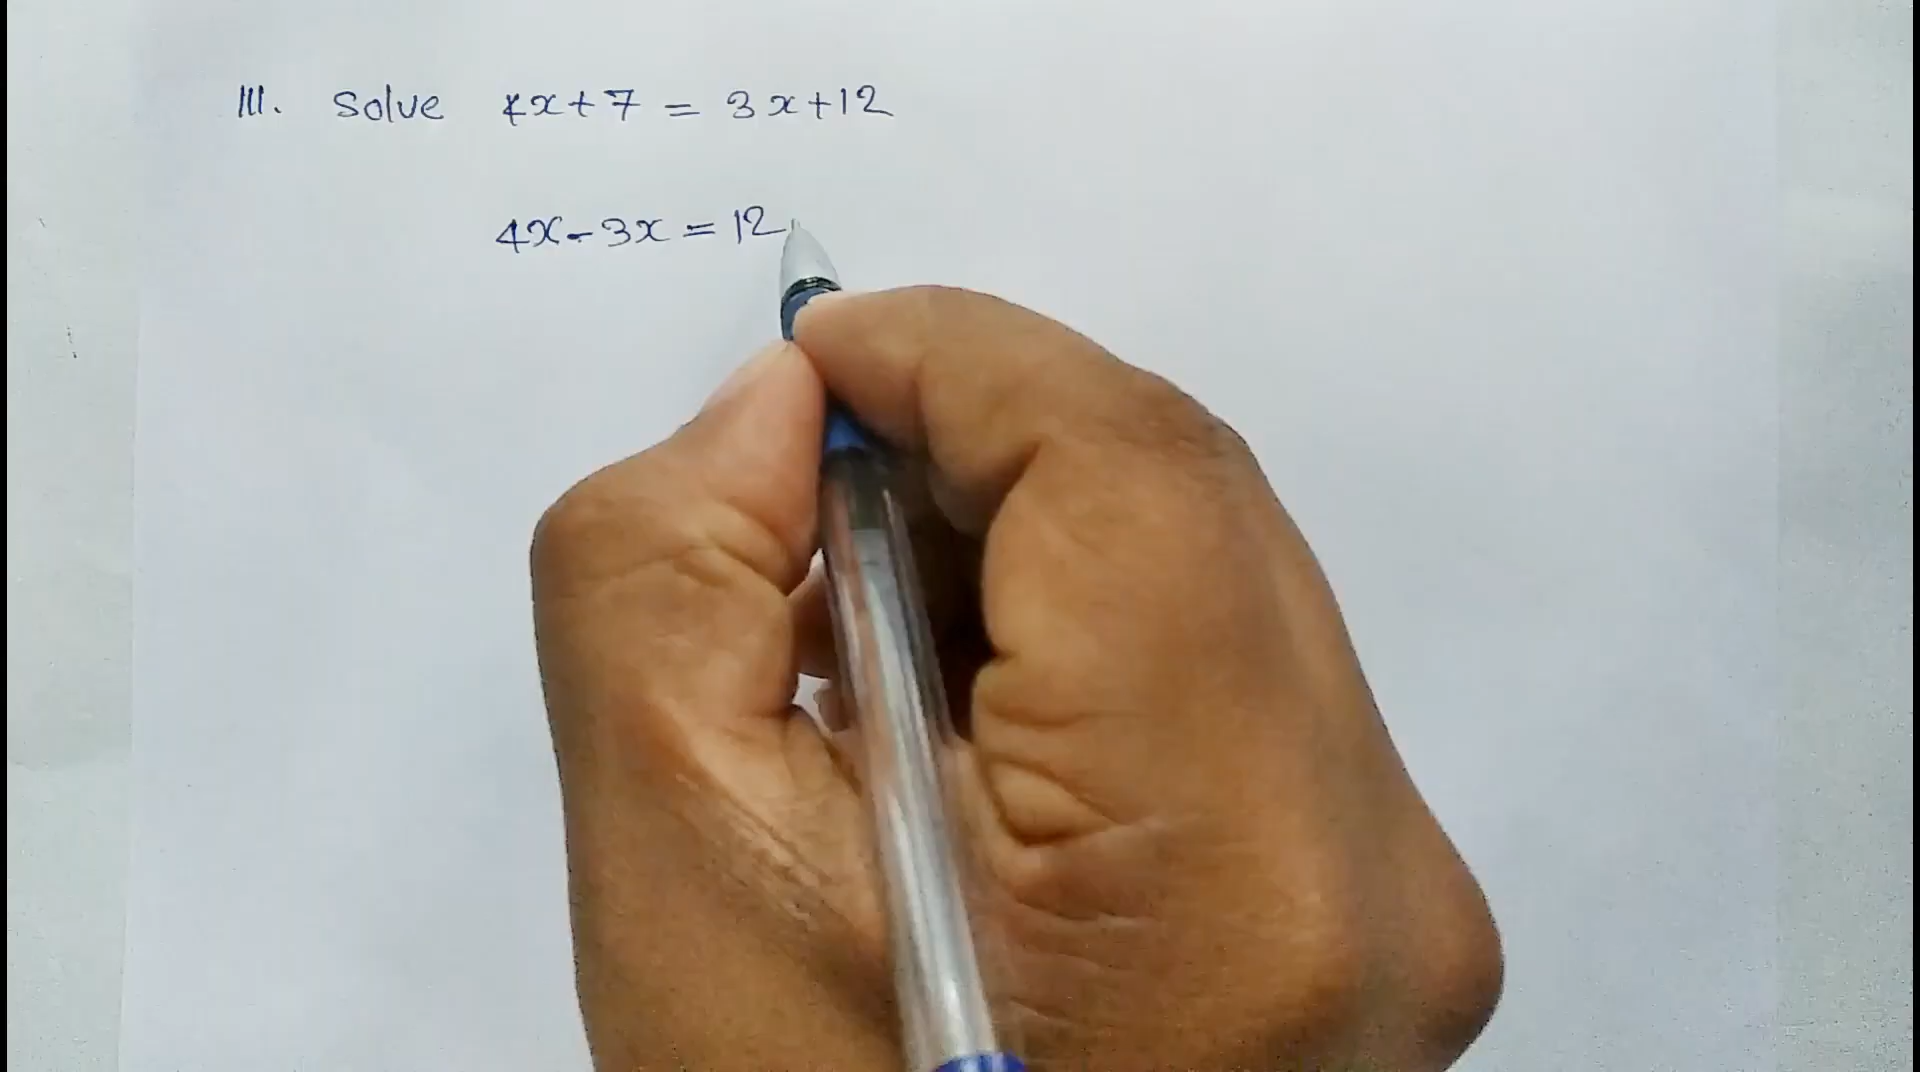 III. Solve 4x+7 = 3x+12
4x-3x = 12